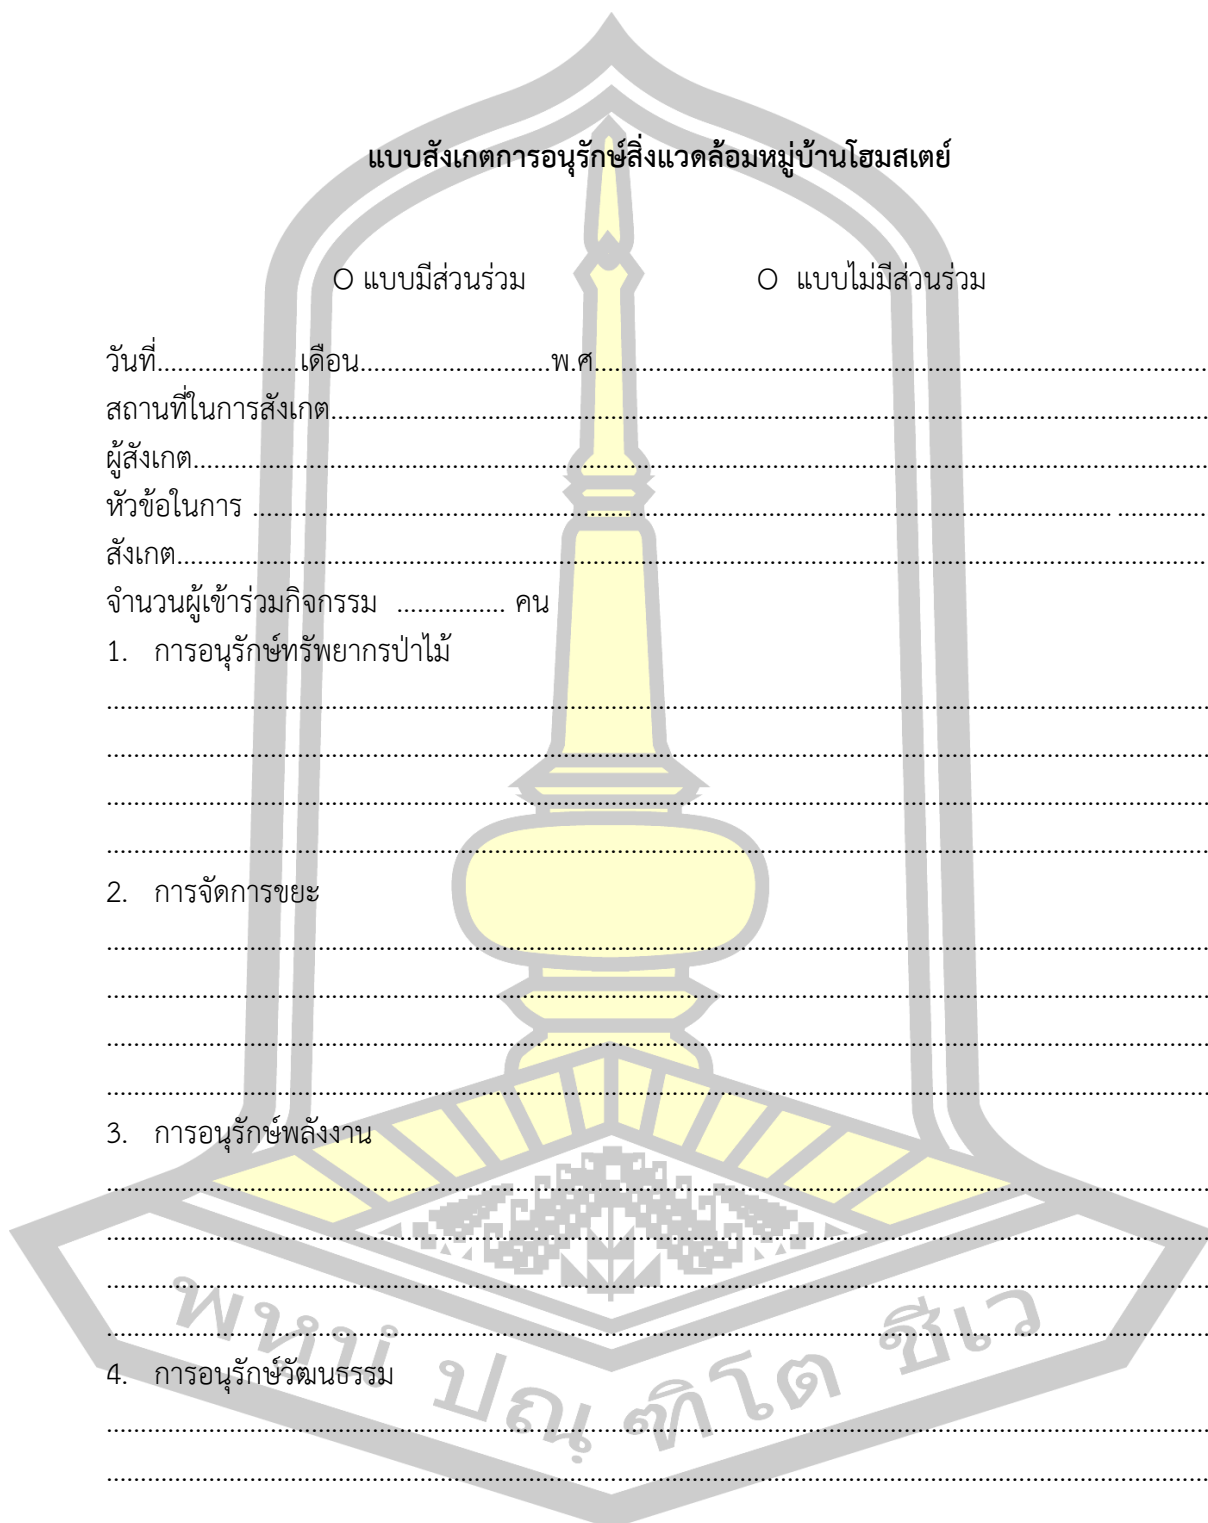 แบบสังเกตการอนุรักษ์สิ่งแวดล้อมหมู่บ้านโฮมสเตย์
O แบบมีส่วนร่วม O แบบไม่มีส่วนร่วม
วันที่.....................เดือน............................พ.ศ...........................................................................................
สถานที่ในการสังเกต.................................................................................................................................
ผู้สังเกต.....................................................................................................................................................
หัวข้อในการ ............................................................................................................................... .............
สังเกต........................................................................................................................................................
จำนวนผู้เข้าร่วมกิจกรรม ................ คน
1. การอนุรักษ์ทรัพยากรป่าไม้
..................................................................................................................................................................
..................................................................................................................................................................
..................................................................................................................................................................
..................................................................................................................................................................
2. การจัดการขยะ
..................................................................................................................................................................
..................................................................................................................................................................
..................................................................................................................................................................
..................................................................................................................................................................
3. การอนุรักษ์พลังงาน
..................................................................................................................................................................
..................................................................................................................................................................
..................................................................................................................................................................
..................................................................................................................................................................
4. การอนุรักษ์วัฒนธรรม
..................................................................................................................................................................
..................................................................................................................................................................
พหุนํ ปณฺฑิโต ชีเว